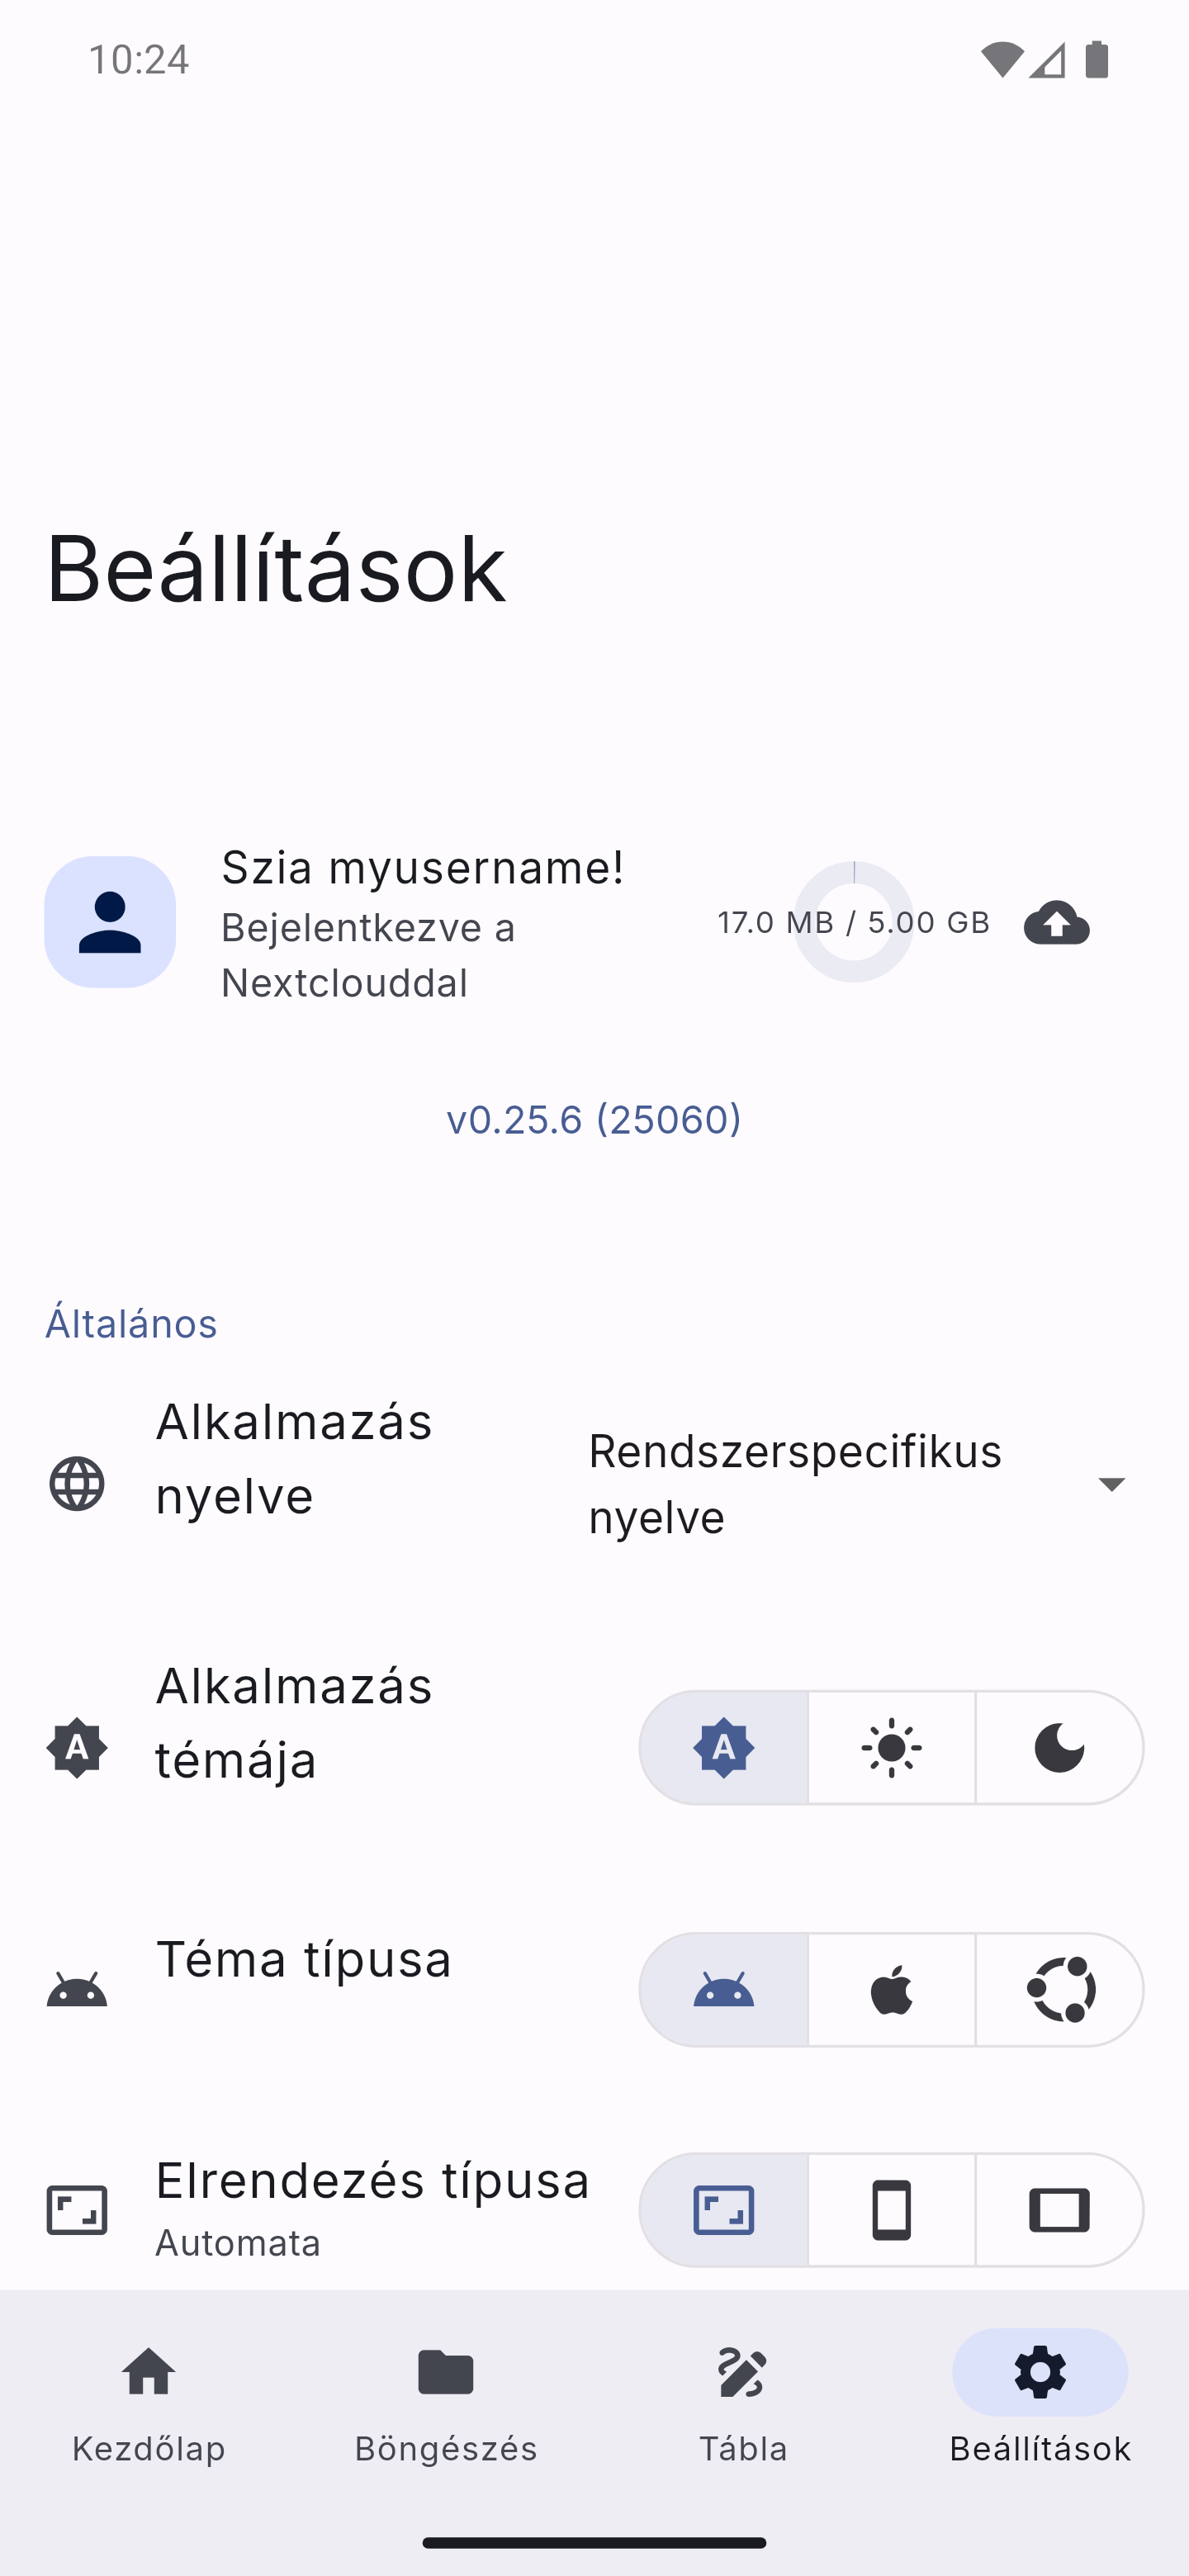 10:24
Beállítások
Szia myusername!
Bejelentkezve a
Nextclouddal
17.0 MB / 5.00 GB
v0.25.6 (25060)
Általános
Alkalmazás
nyelve
Rendszerspecifikus
nyelve
Alkalmazás
témája
A
A
Téma típusa
Elrendezés típusa
Automata
Kezdőlap
Böngészés
Tábla
Beállítások